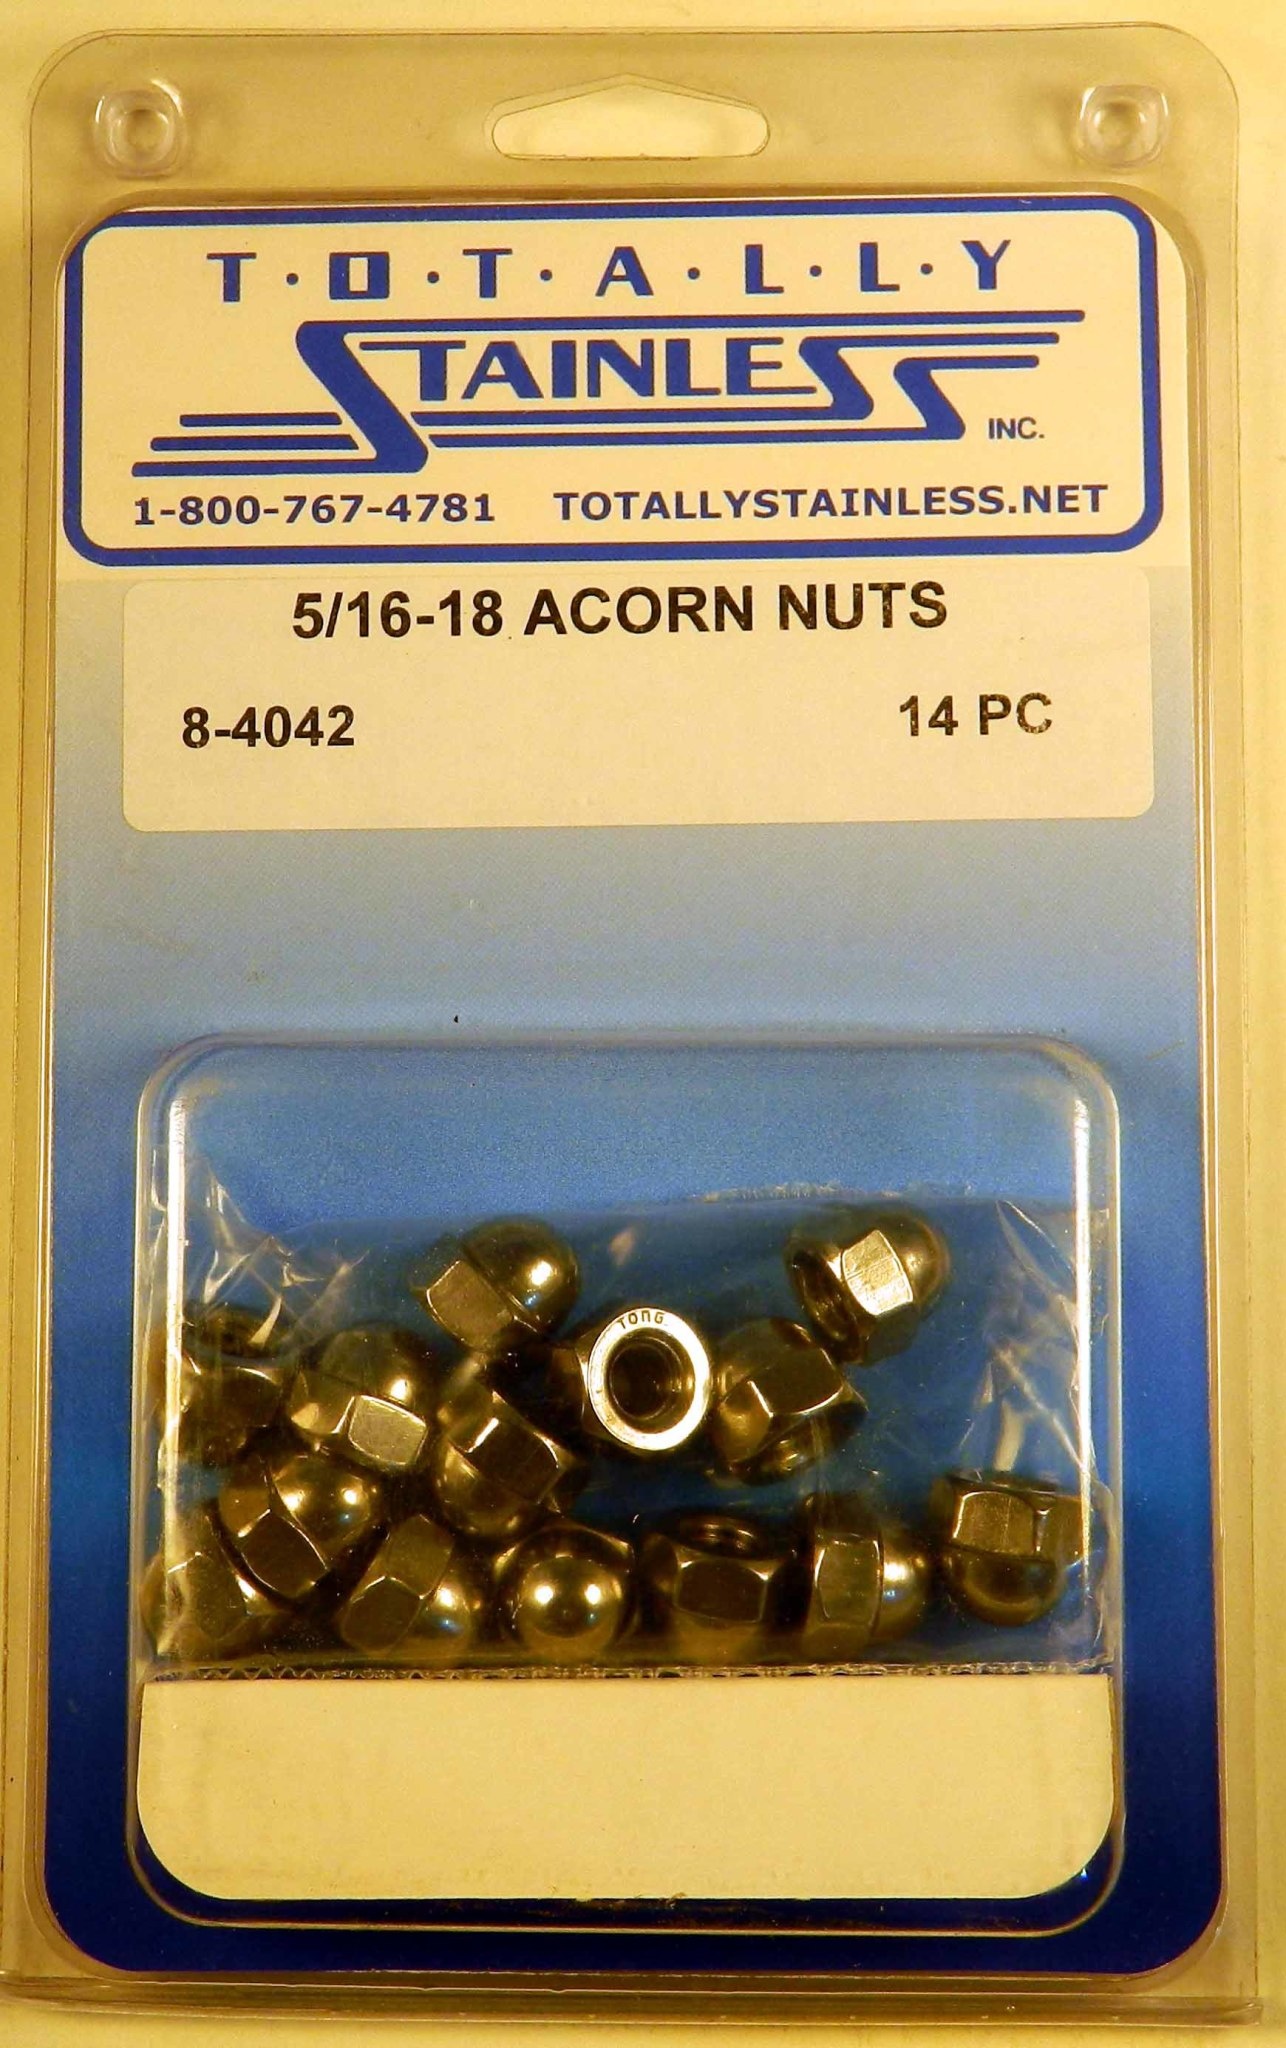 T·O·T·A·L·L·Y
STAINLESS
INC.
1-800-767-4781 TOTALLYSTAINLESS.NET
5/16-18 ACORN NUTS
8-4042 14 PC
TONG